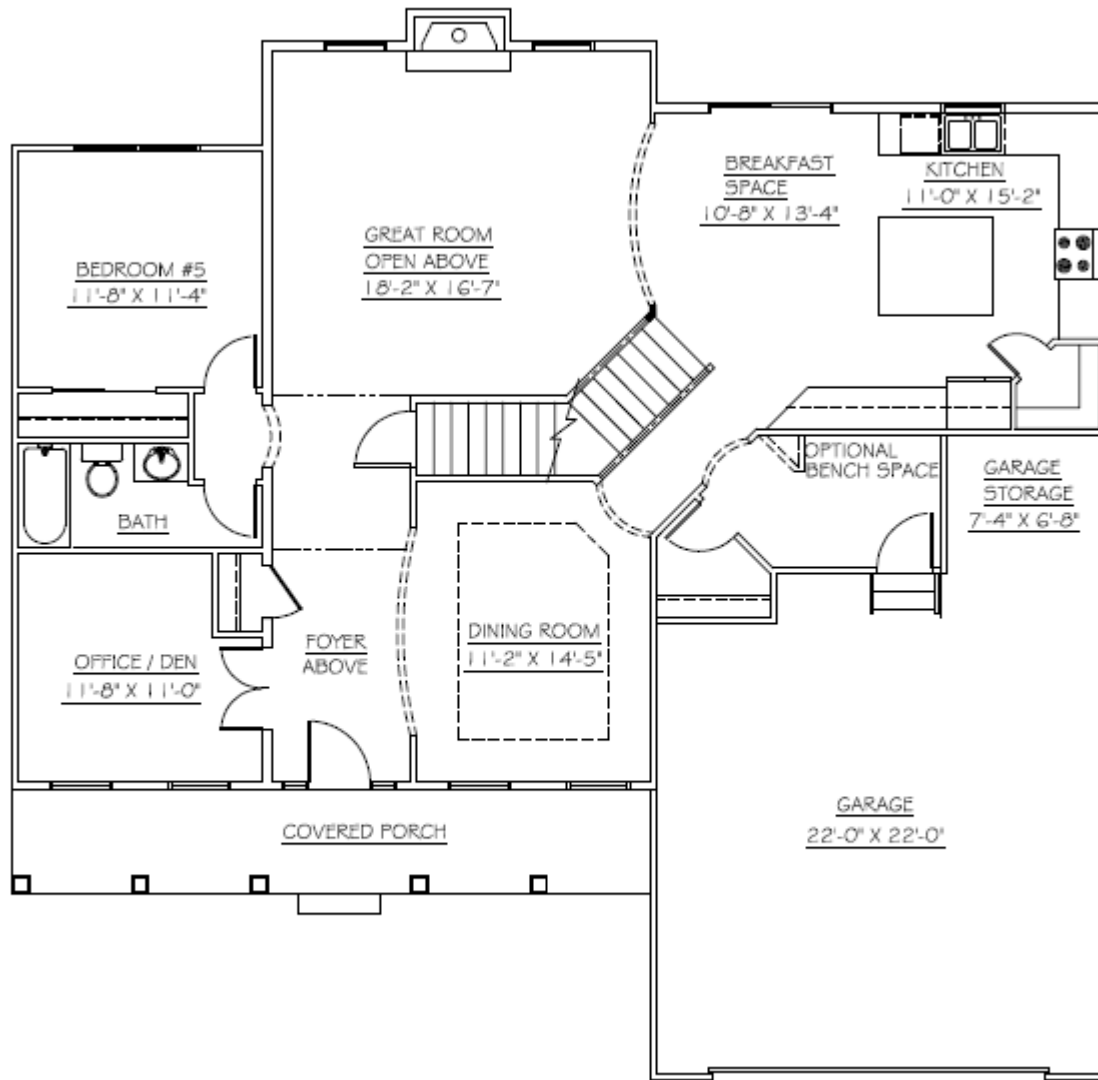 BREAKFAST
SPACE
10'-8" X 13'-4"
KITCHEN
11'-0" X 15'-2"
GREAT ROOM
OPEN ABOVE
18'-2" X 16'-7"
BEDROOM #5
11'-8" X 11'-4"
OPTIONAL
BENCH SPACE
GARAGE
STORAGE
7'-4" X 6'-8"
BATH
DINING ROOM
11'-2" X 14'-5"
FOYER
ABOVE
OFFICE / DEN
11'-8" X 11'-0"
GARAGE
22'-0" X 22'-0"
COVERED PORCH